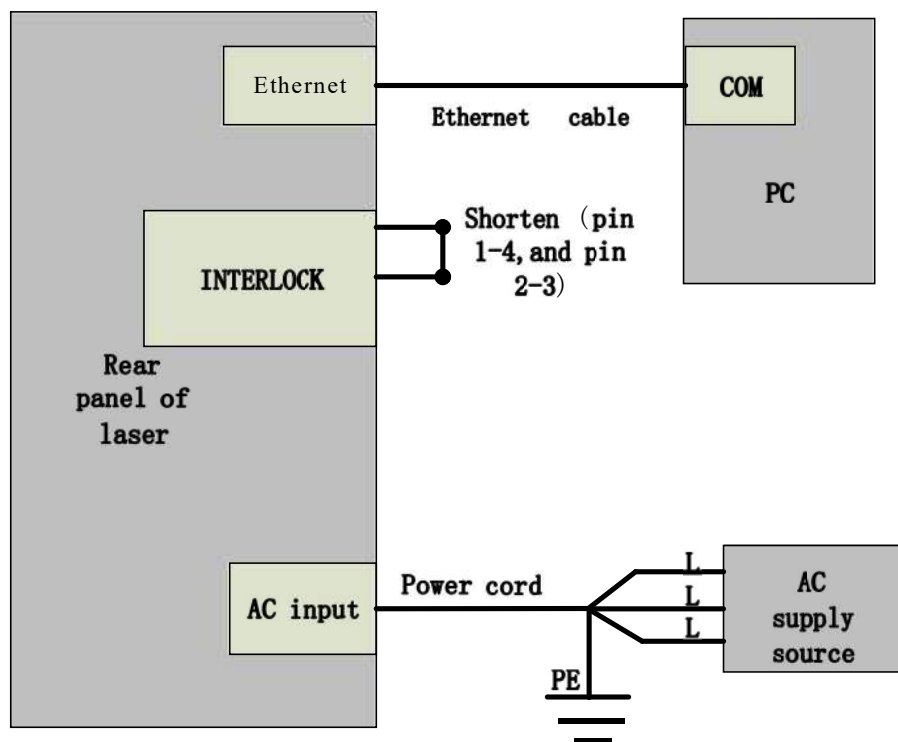 Ethernet
COM
Ethernet cable
PC
Shorten (pin
1-4,and pin
2-3)
INTERLOCK
Rear
panel of
laser
AC input
Power cord
L
L
L
AC
supply
source
PE